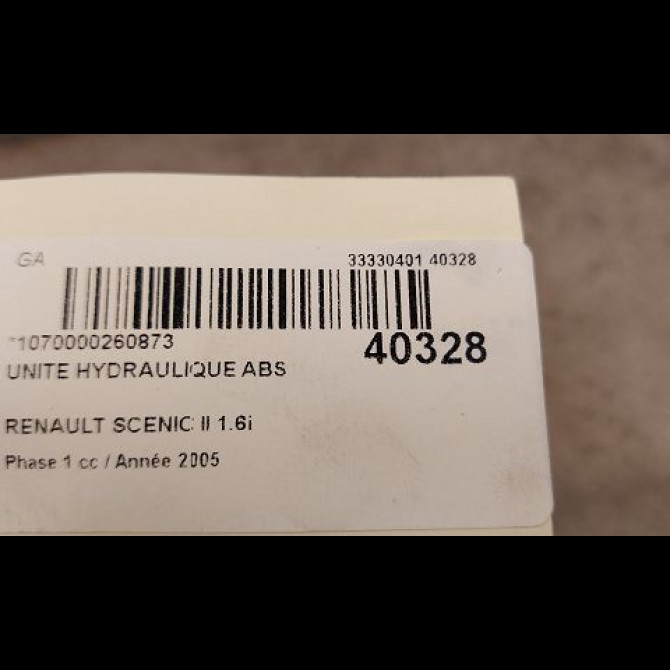 GA 33330401 40328
*1070000260873 40328
UNITE HYDRAULIQUE ABS
RENAULT SCENIC II 1.6i
Phase 1 cc / Année 2005